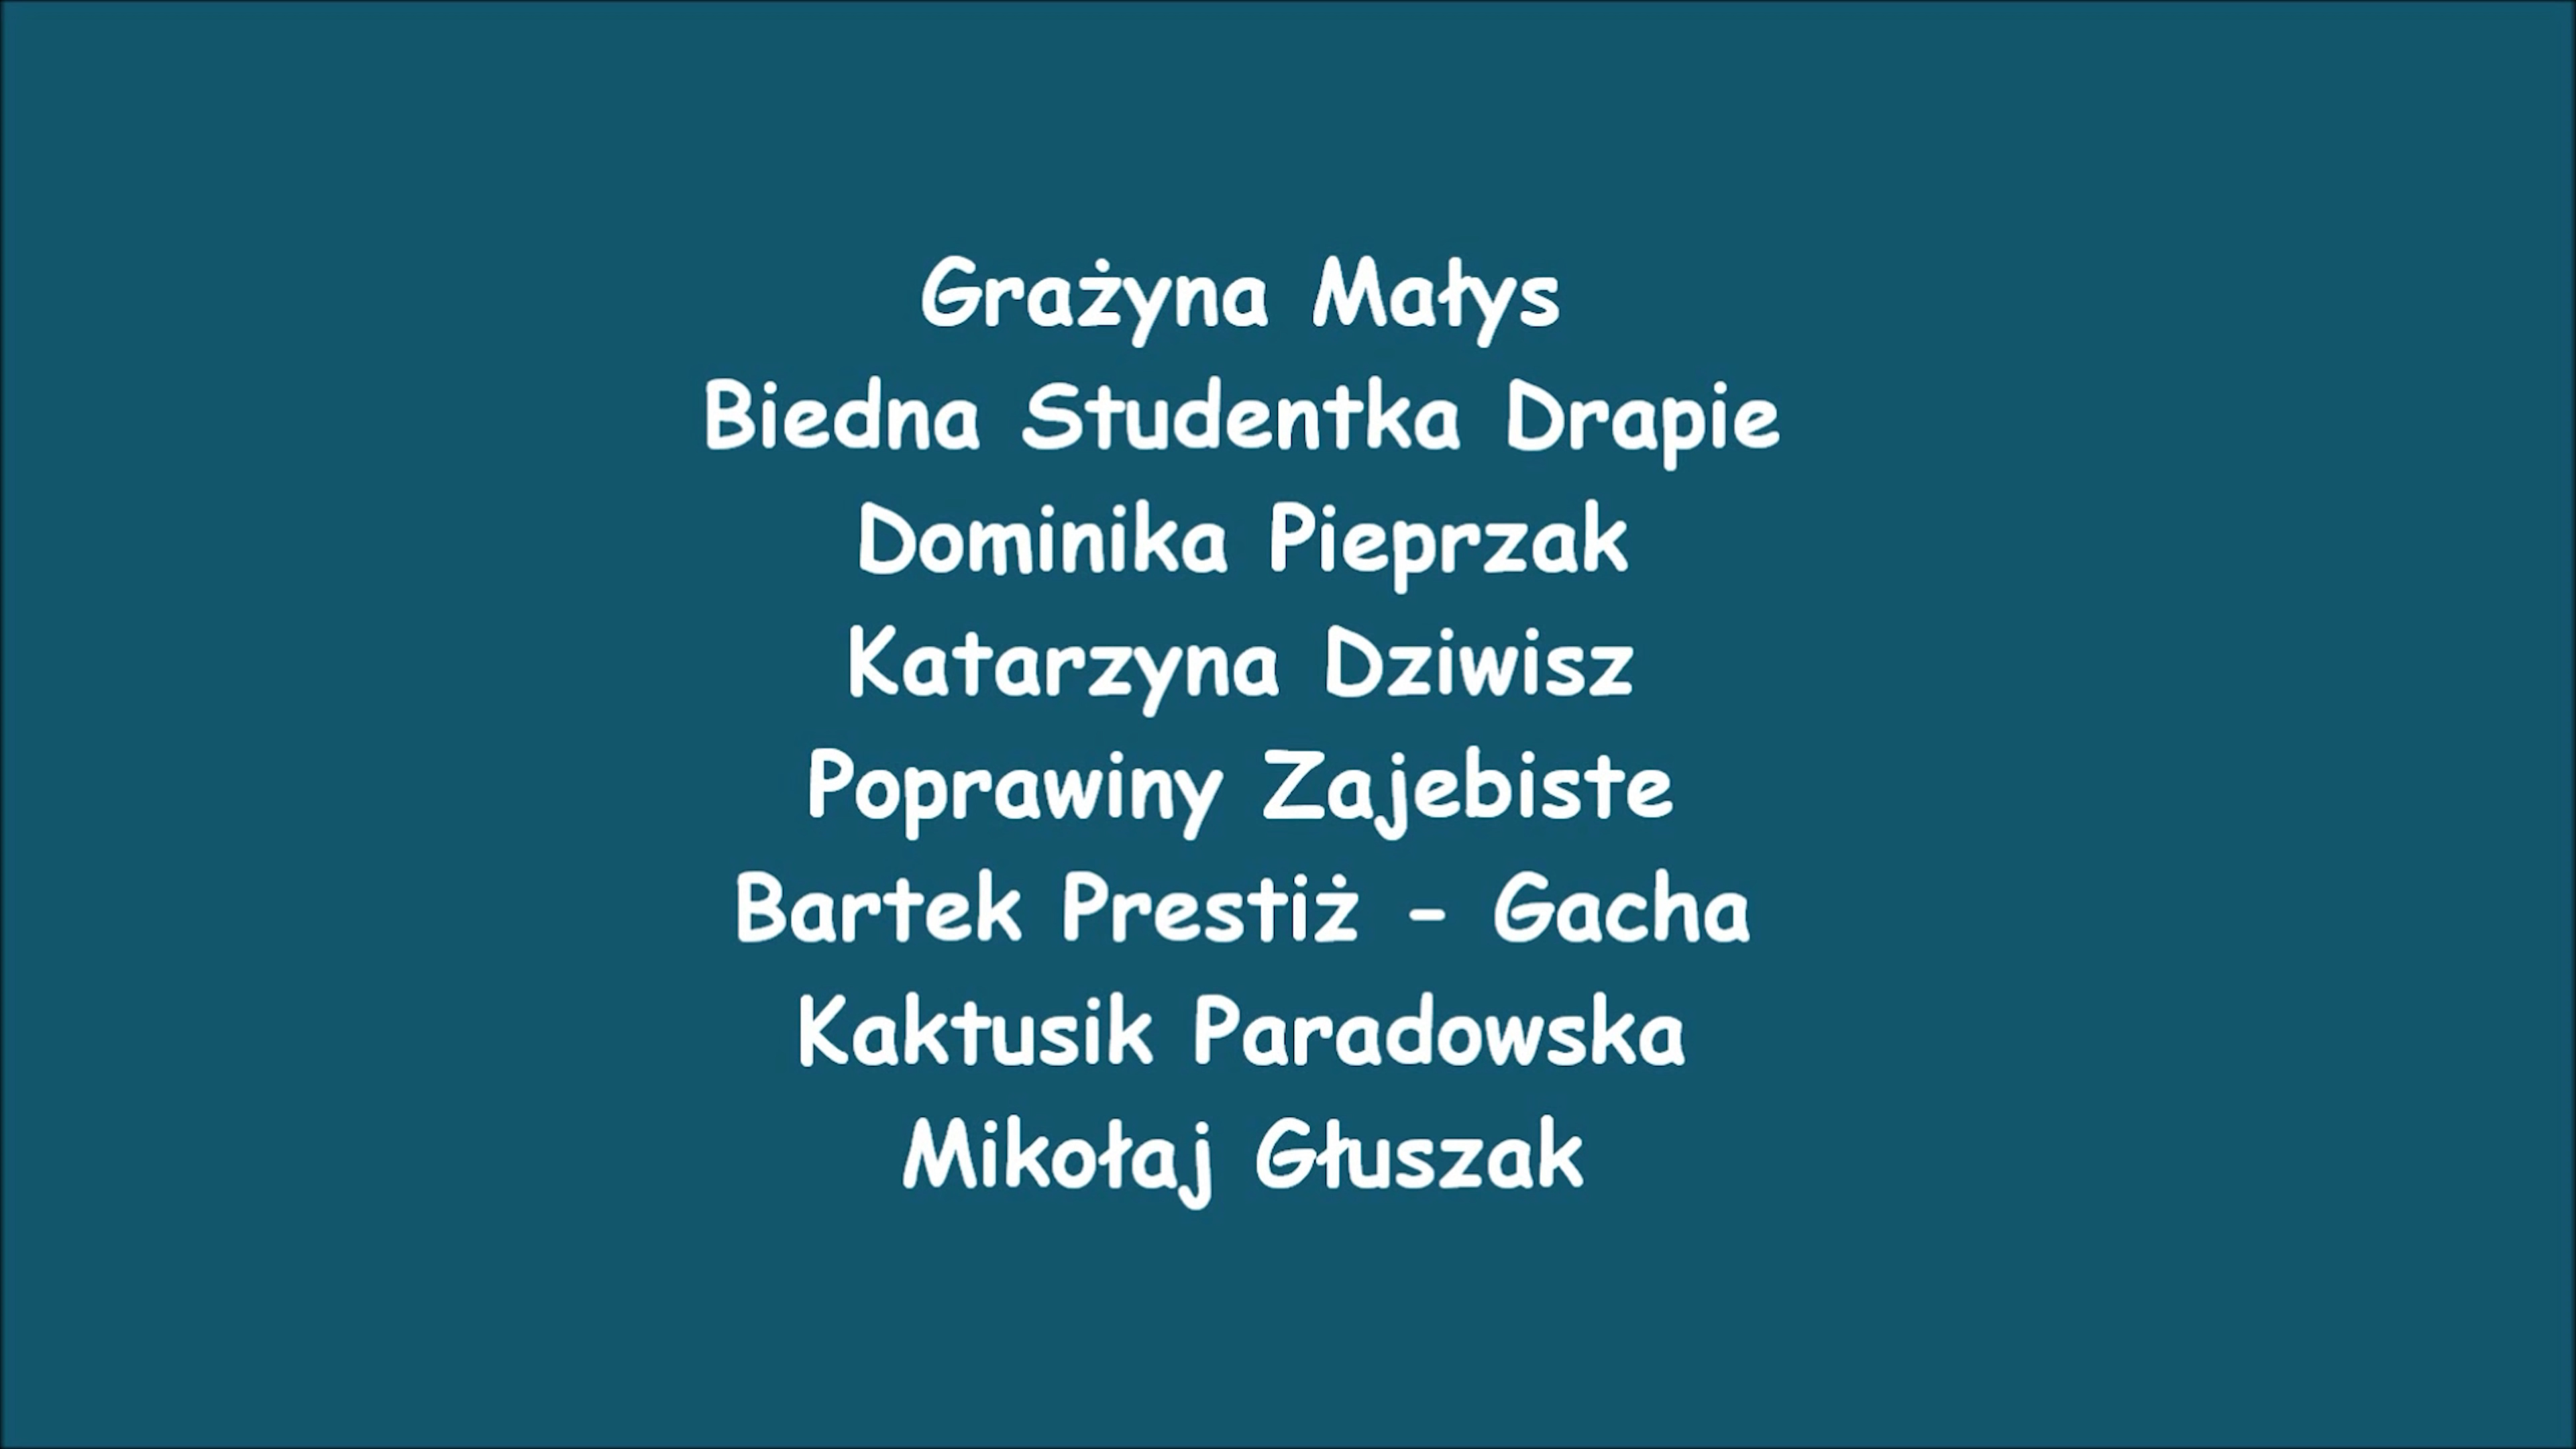 Grażyna Małys
Biedna Studentka Drapie
Dominika Pieprzak
Katarzyna Dziwisz
Poprawiny Zajebiste
Bartek Prestiż - Gacha
Kaktusik Paradowska
Mikołaj Głuszak